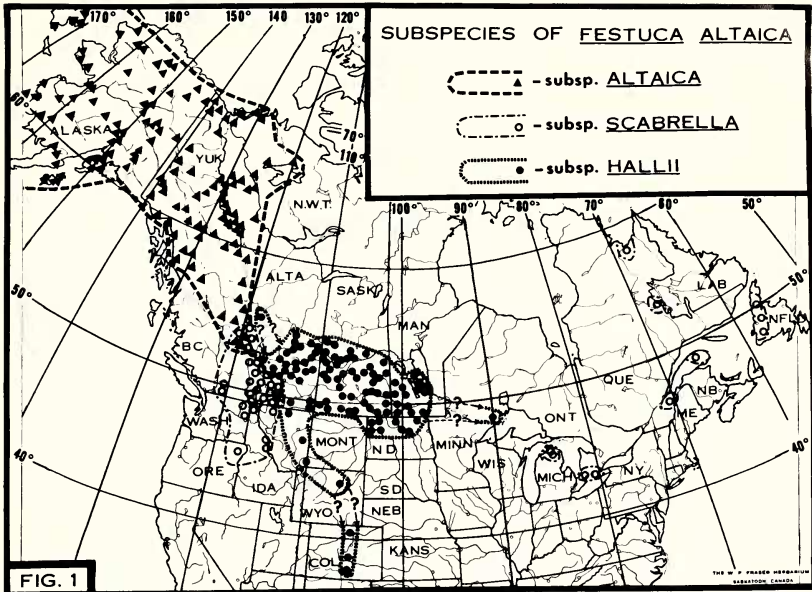 170°
160°
150°
140
130°
120°
SUBSPECIES OF FESTUCA ALTAICA
- subsp. ALTAICA
- subsp. SCABRELLA
- subsp. HALLII
60°
ALASKA
YUK
70°
110°
N.W.T.
100°
90°
80°
70°
60°
50°
50°
ALTA
SASK
MAN
LAB
NFLD
BC
?
QUE
ONT
NB
ME
?
?
WASH
MONT
ND
MINN
WIS
MICH
NY
40°
ORE
IDA
SD
40°
WYO
NEB
? ?
COL
KANS
FIG. 1
THE W P FRASER HERBARIUM
SASKATOON, CANADA